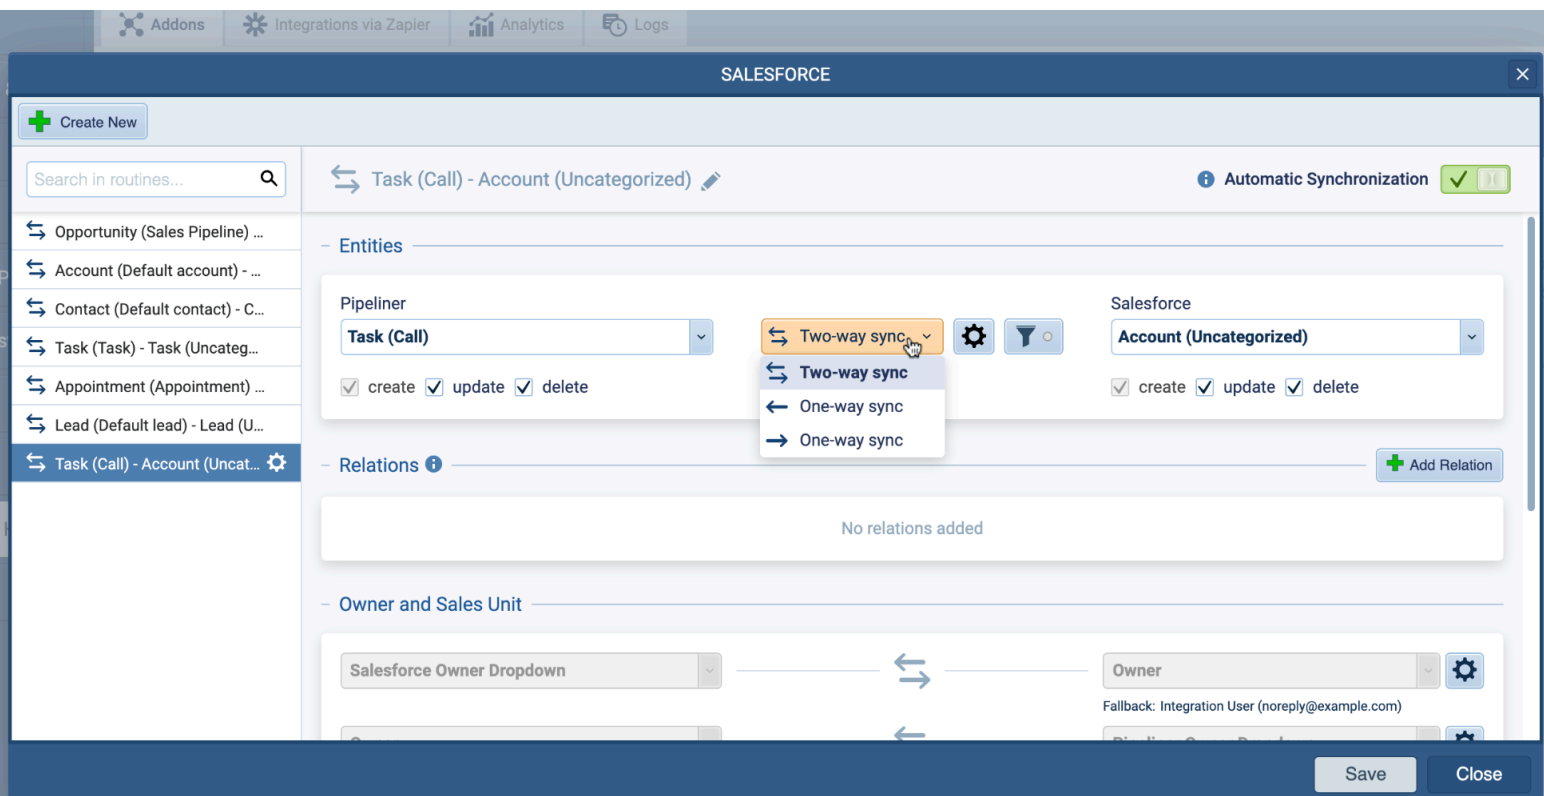 Addons Integrations via Zapier Analytics Logs
SALESFORCE
Create New
Search in routines...
Task (Call) - Account (Uncategorized)
Automatic Synchronization
Opportunity (Sales Pipeline) ...
Account (Default account) - ...
Contact (Default contact) - C...
Task (Task) - Task (Uncateg...
Appointment (Appointment) ...
Lead (Default lead) - Lead (U...
Task (Call) - Account (Uncat...
Entities
Pipeliner
Salesforce
Task (Call)
Two-way sync
Account (Uncategorized)
create update delete
Two-way sync
One-way sync
One-way sync
create update delete
Relations
Add Relation
No relations added
Owner and Sales Unit
Salesforce Owner Dropdown
Owner
Fallback: Integration User (noreply@example.com)
Save Close